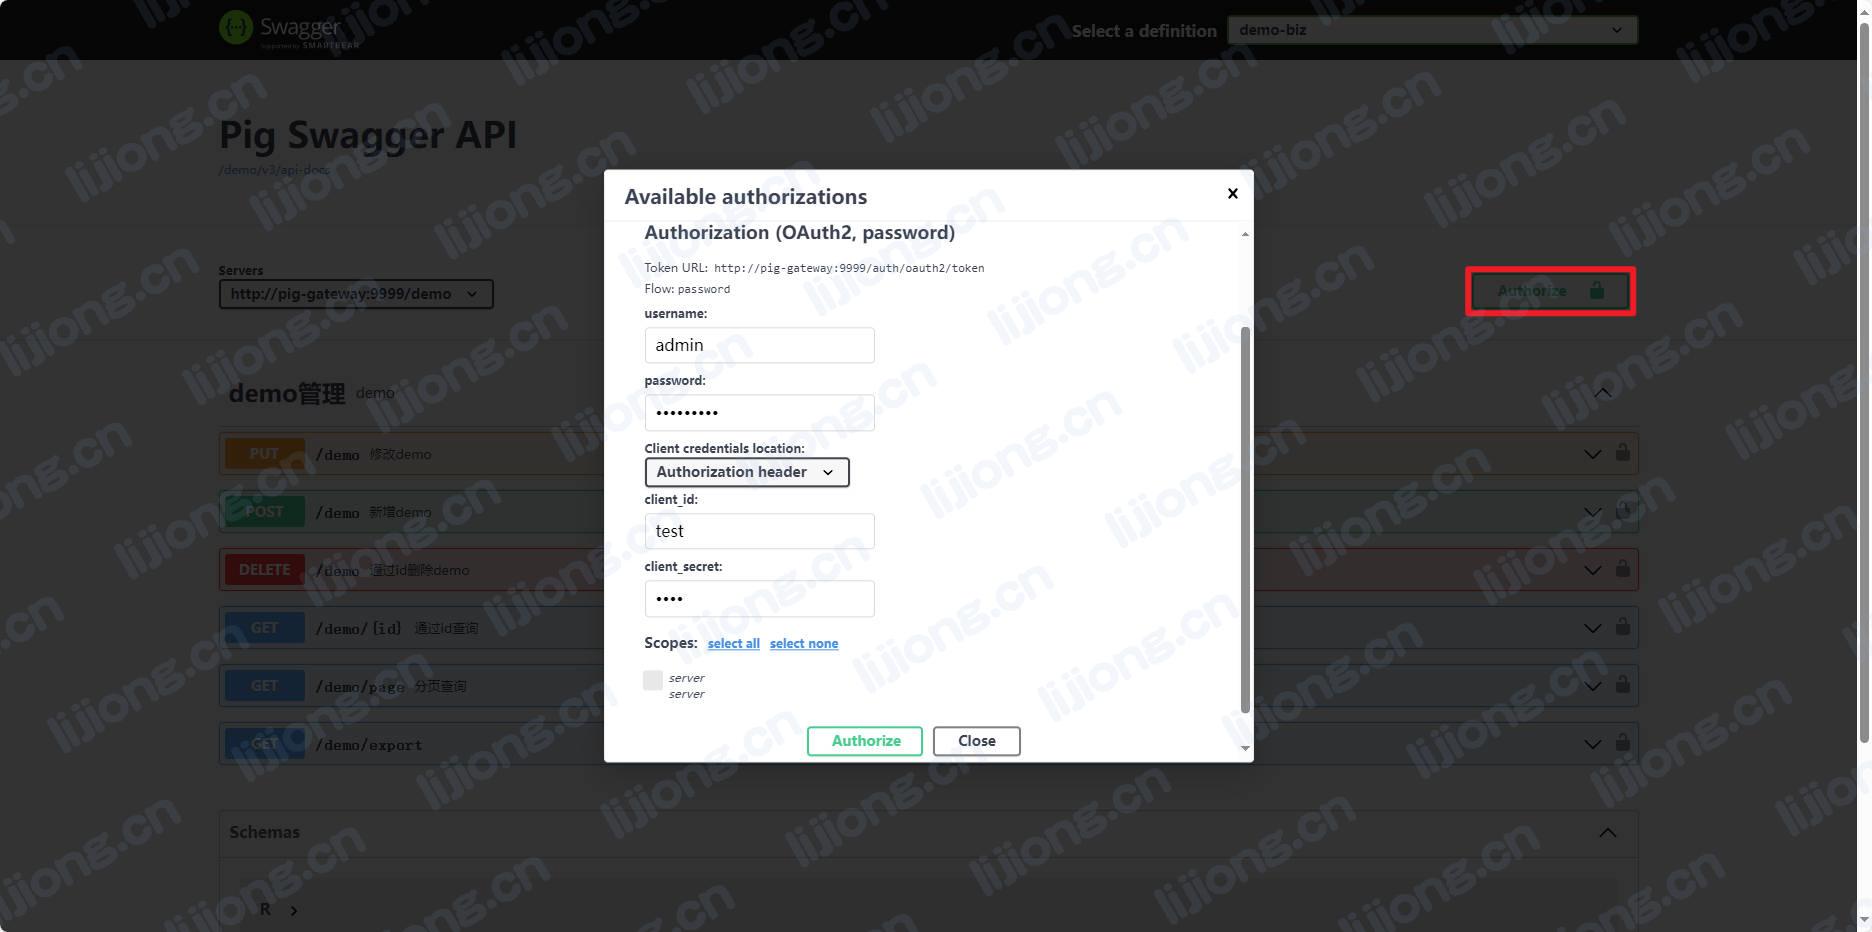 Swagger
Supported by SMARTBEAR
Select a definition
demo-biz
Pig Swagger API
/demo/v3/api-docs
Servers
http://pig-gateway:9999/demo
Authorize
demo管理 demo
PUT /demo 修改demo
POST /demo 新增demo
DELETE /demo 通过id删除demo
GET /demo/{id} 通过id查询
GET /demo/page 分页查询
GET /demo/export
Schemas
R
Available authorizations
Authorization (OAuth2, password)
Token URL: http://pig-gateway:9999/auth/oauth2/token
Flow: password
username:
admin
password:
•••••••••
Client credentials location:
Authorization header
client_id:
test
client_secret:
••••
Scopes: select all select none
server
server
Authorize Close
lijiong.cn